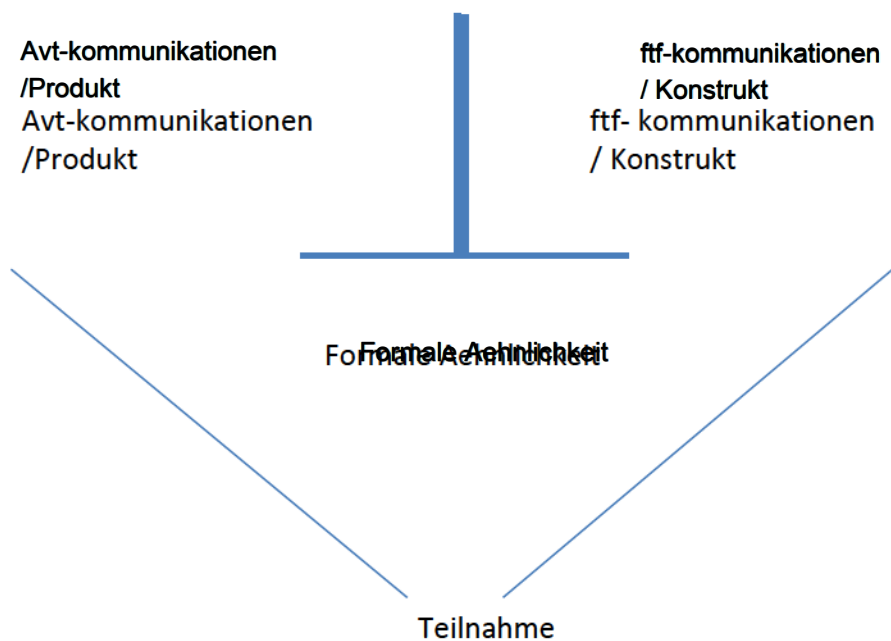 Avt-kommunikationen
/Produkt
Avt-kommunikationen
/Produkt
ftf-kommunikationen
/ Konstrukt
ftf- kommunikationen
/ Konstrukt
Formale Aehnlichkeit
Formale Aehnlichkeit
Teilnahme